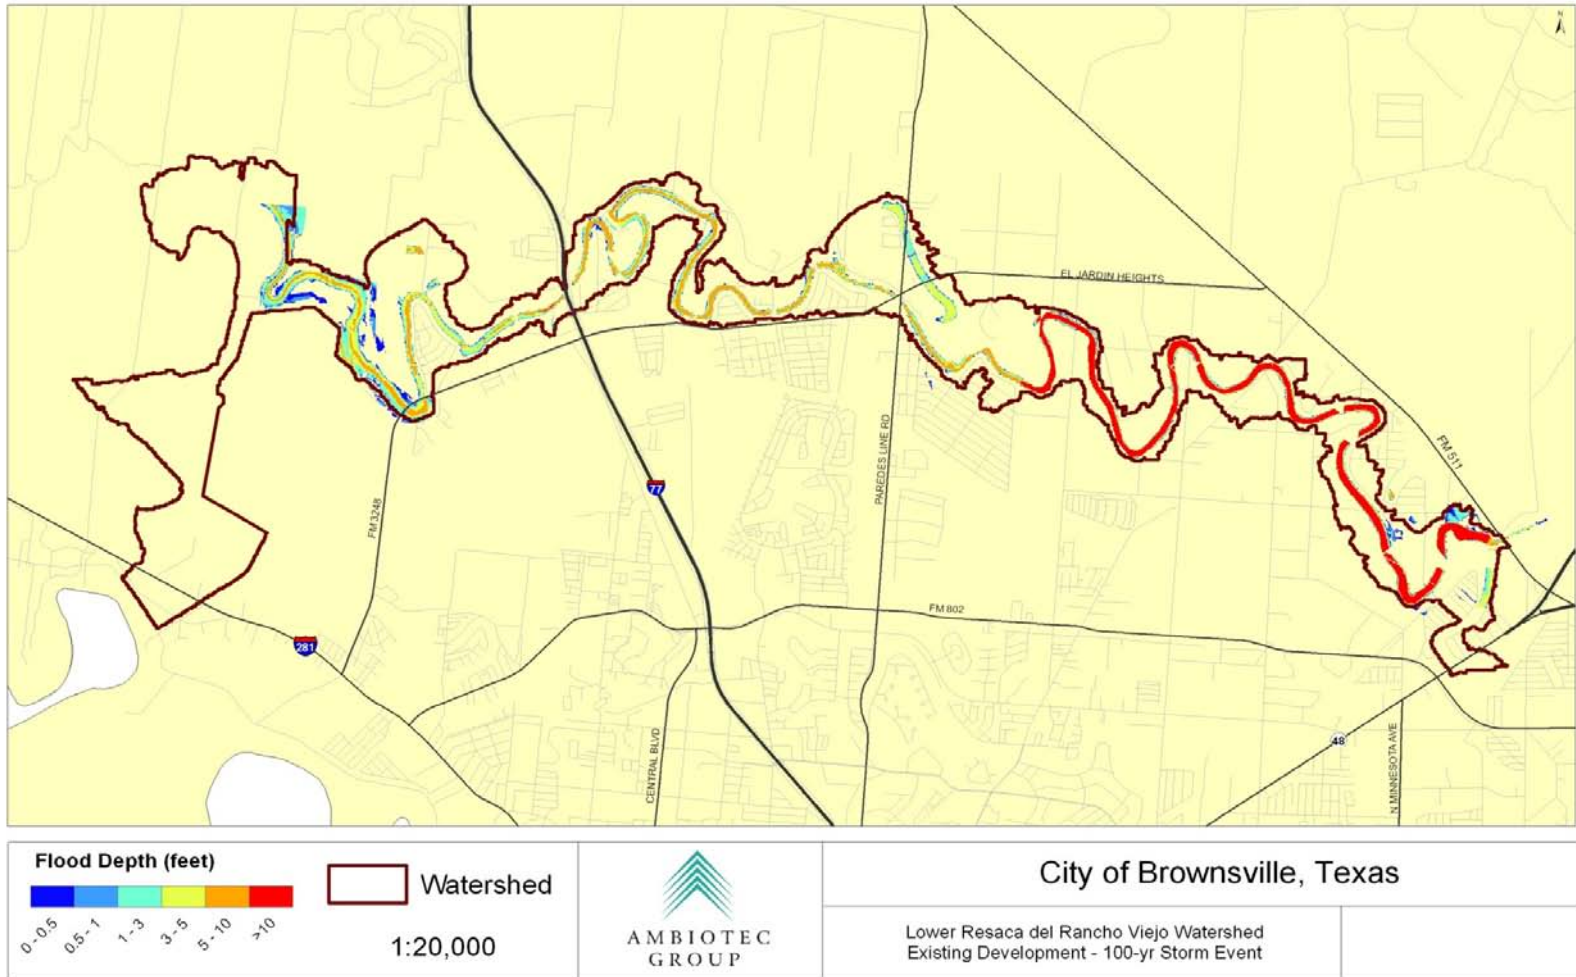 N
EL JARDIN HEIGHTS
FM 511
PAREDES LINE RD
77
FM 3248
FM 802
281
CENTRAL BLVD
48
N MINNESOTA AVE
Flood Depth (feet)
0 - 0.5
0.5 - 1
1 - 3
3 - 5
5 - 10
>10
Watershed
1:20,000
AMBIOTEC
GROUP
City of Brownsville, Texas
Lower Resaca del Rancho Viejo Watershed
Existing Development - 100-yr Storm Event